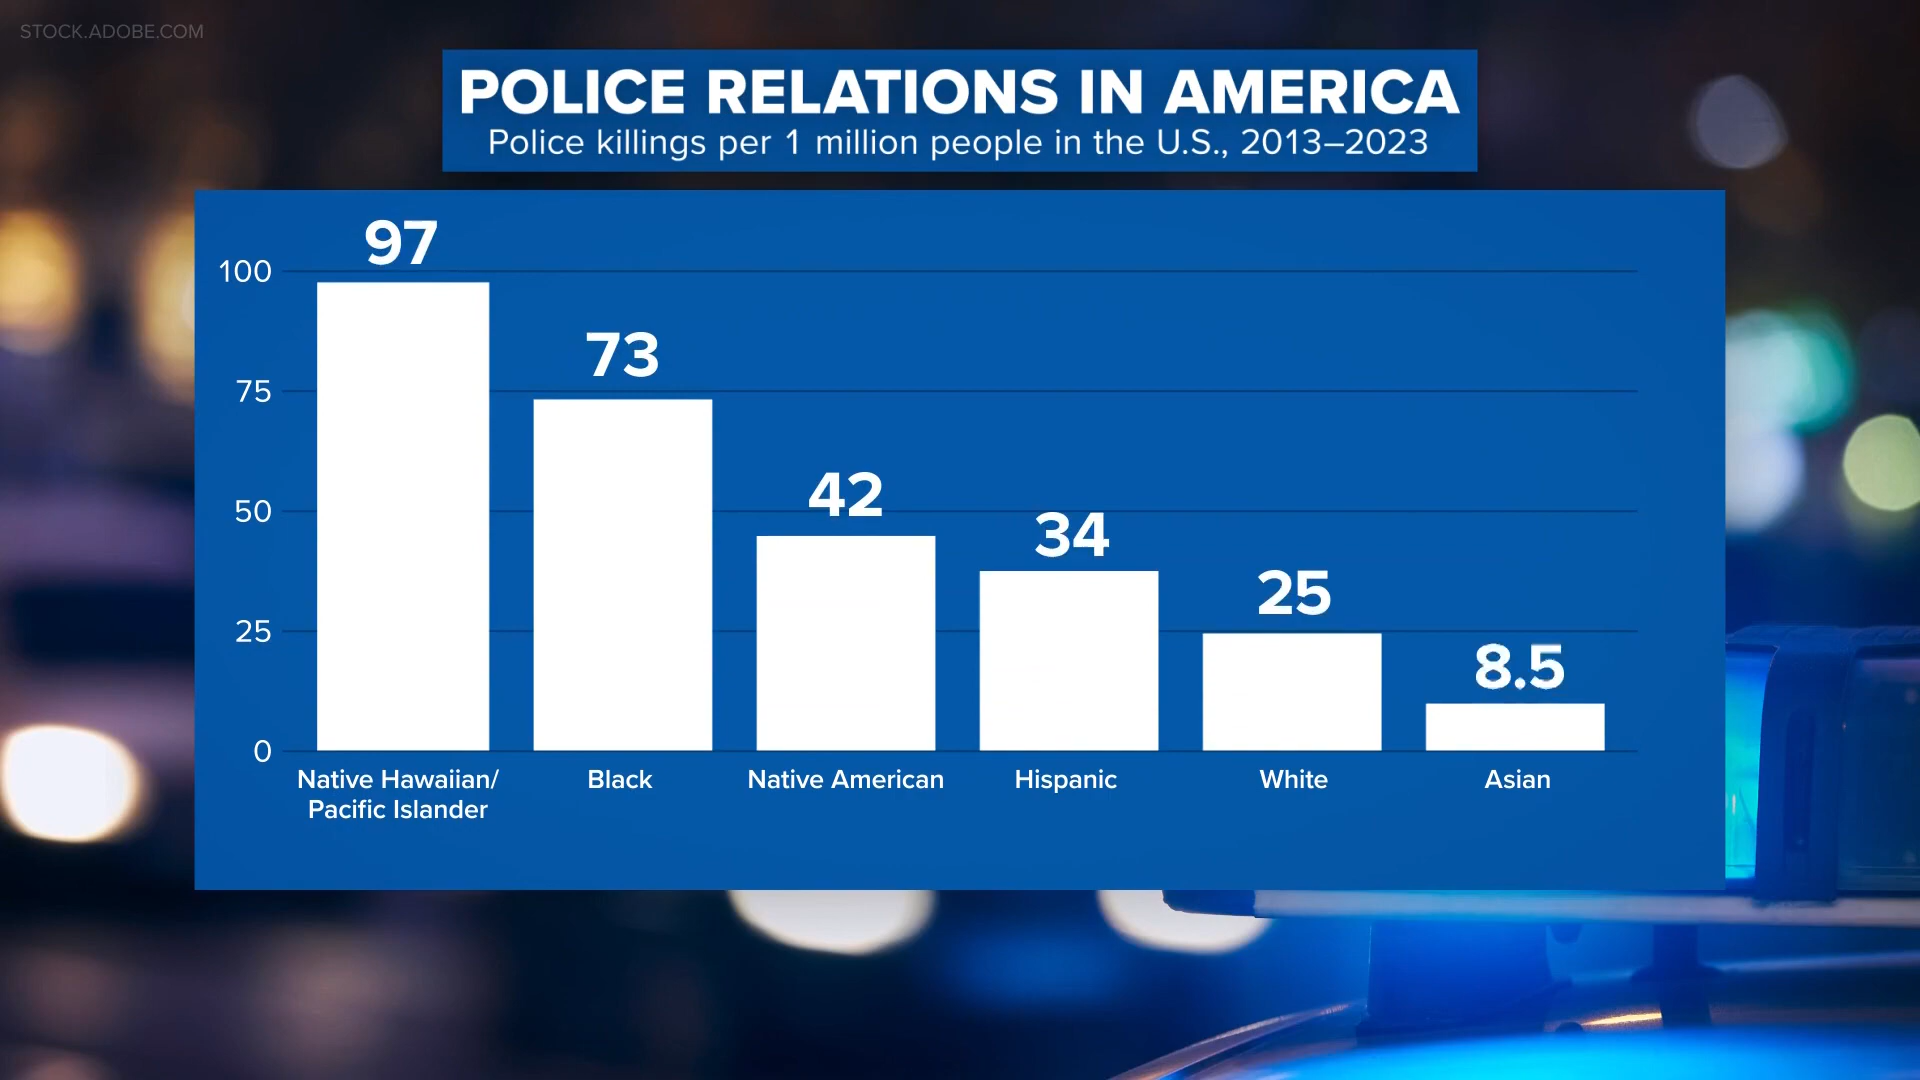 STOCK.ADOBE.COM
POLICE RELATIONS IN AMERICA
Police killings per 1 million people in the U.S., 2013–2023
97
100
73
75
42
50
34
25
25
8.5
0
Native Hawaiian/
Pacific Islander
Black
Native American
Hispanic
White
Asian